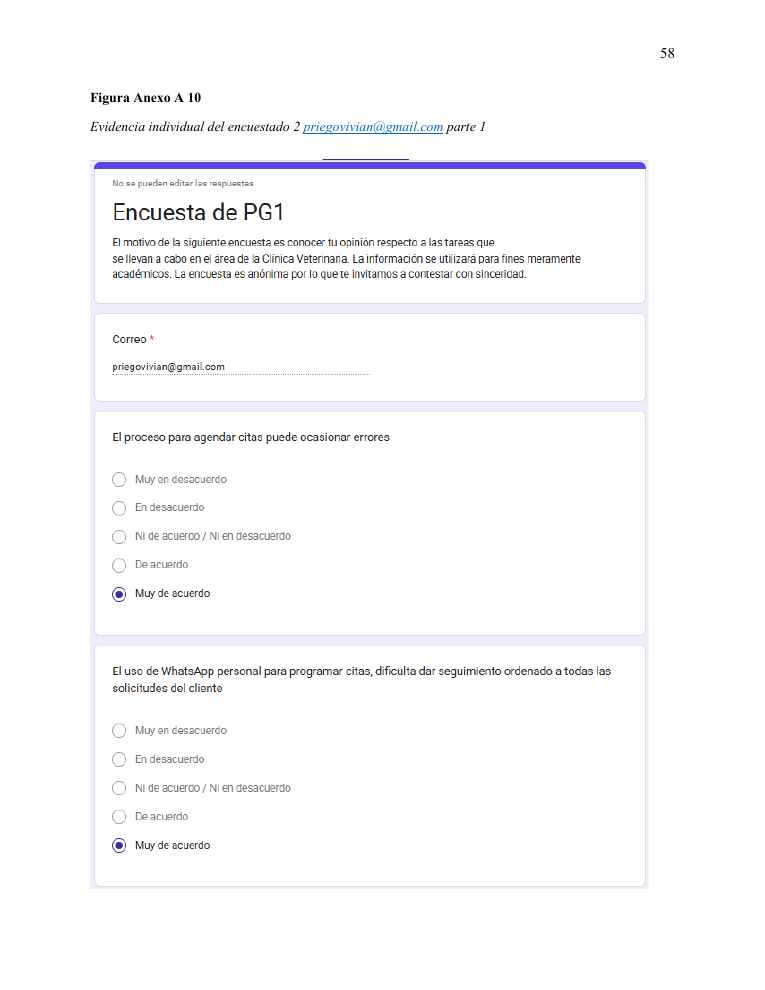 58
Figura Anexo A 10
Evidencia individual del encuestado 2 priegovivian@gmail.com parte 1
No se pueden editar las respuestas
Encuesta de PG1
El motivo de la siguiente encuesta es conocer tu opinión respecto a las tareas que
se llevan a cabo en el área de la Clínica Veterinaria. La información se utilizará para fines meramente
académicos. La encuesta es anónima por lo que te invitamos a contestar con sinceridad.
Correo *
priegovivian@gmail.com
El proceso para agendar citas puede ocasionar errores
Muy en desacuerdo
En desacuerdo
Ni de acuerdo / Ni en desacuerdo
De acuerdo
Muy de acuerdo
El uso de WhatsApp personal para programar citas, dificulta dar seguimiento ordenado a todas las
solicitudes del cliente
Muy en desacuerdo
En desacuerdo
Ni de acuerdo / Ni en desacuerdo
De acuerdo
Muy de acuerdo